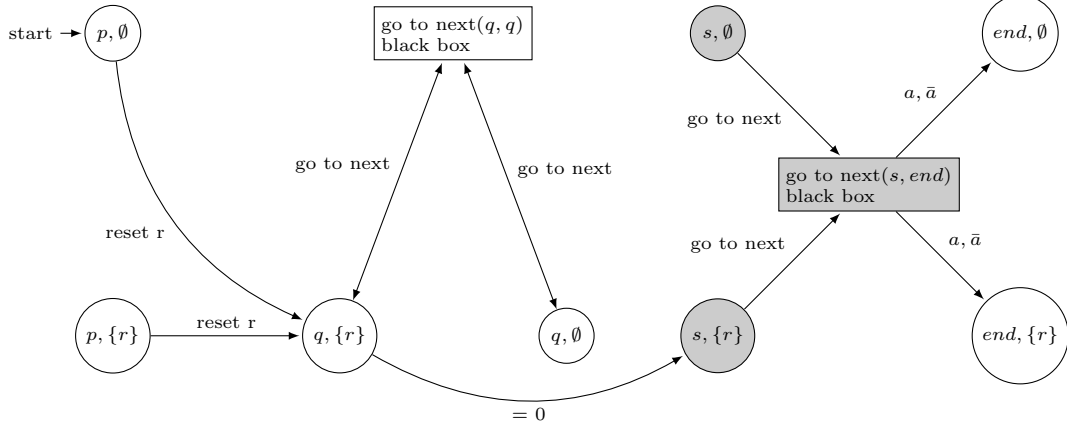 start
p, ∅
go to next(q, q)
black box
s, ∅
end, ∅
a, ā
go to next
go to next
go to next
go to next(s, end)
black box
reset r
go to next
a, ā
p, {r}
reset r
q, {r}
q, ∅
s, {r}
end, {r}
= 0